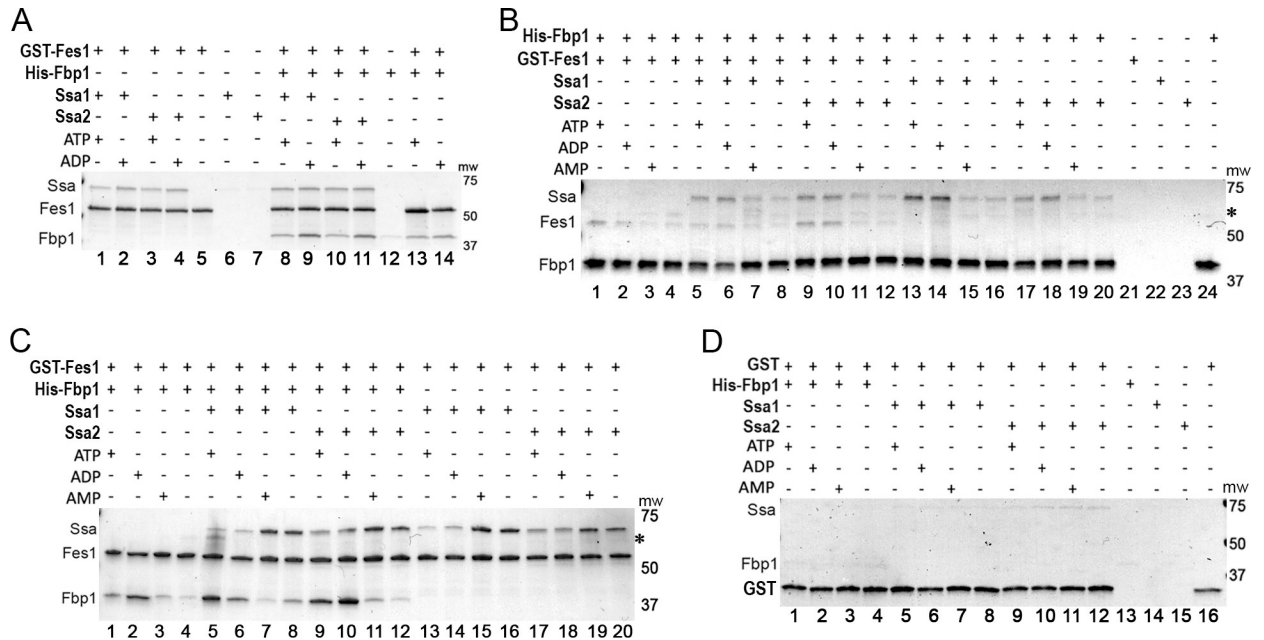 A
GST-Fes1 + + + + + - - + + + + - + +
His-Fbp1 - - - - - - - + + + + + + +
Ssa1 + + - - - + - + + - - - - -
Ssa2 - - + + - - + - - + + - - -
ATP + - + - - - - + - + - - + -
ADP - + - + - - - - + - + - - +
mw
Ssa 75
Fes1 50
Fbp1 37
1 2 3 4 5 6 7 8 9 10 11 12 13 14
B
His-Fbp1 + + + + + + + + + + + + + + + + + + + + - - - +
GST-Fes1 + + + + + + + + + + + + - - - - - - - - + - - -
Ssa1 - - - - + + + + - - - - + + + + - - - - - + - -
Ssa2 - - - - - - - - + + + + - - - - + + + + - - + -
ATP + - - - + - - - + - - - + - - - + - - - - - - -
ADP - + - - - + - - - + - - - + - - - + - - - - - -
AMP - - + - - - + - - - + - - - + - - - + - - - - -
mw
Ssa 75
*
Fes1 50
Fbp1 37
1 2 3 4 5 6 7 8 9 10 11 12 13 14 15 16 17 18 19 20 21 22 23 24
C
GST-Fes1 + + + + + + + + + + + + + + + + + + + +
His-Fbp1 + + + + + + + + + + + + - - - - - - - -
Ssa1 - - - - + + + + - - - - + + + + - - - -
Ssa2 - - - - - - - - + + + + - - - - + + + +
ATP + - - - + - - - + - - - + - - - + - - -
ADP - + - - - + - - - + - - - + - - - + - -
AMP - - + - - - + - - - + - - - + - - - + -
mw
Ssa 75
*
Fes1 50
Fbp1 37
1 2 3 4 5 6 7 8 9 10 11 12 13 14 15 16 17 18 19 20
D
GST + + + + + + + + + + + + - - - +
His-Fbp1 + + + + - - - - - - - - + - - -
Ssa1 - - - - + + + + - - - - - + - -
Ssa2 - - - - - - - - + + + + - - + -
ATP + - - - + - - - + - - - - - - -
ADP - + - - - + - - - + - - - - - -
AMP - - + - - - + - - - + - - - - -
mw
Ssa 75
50
Fbp1 37
GST
1 2 3 4 5 6 7 8 9 10 11 12 13 14 15 16